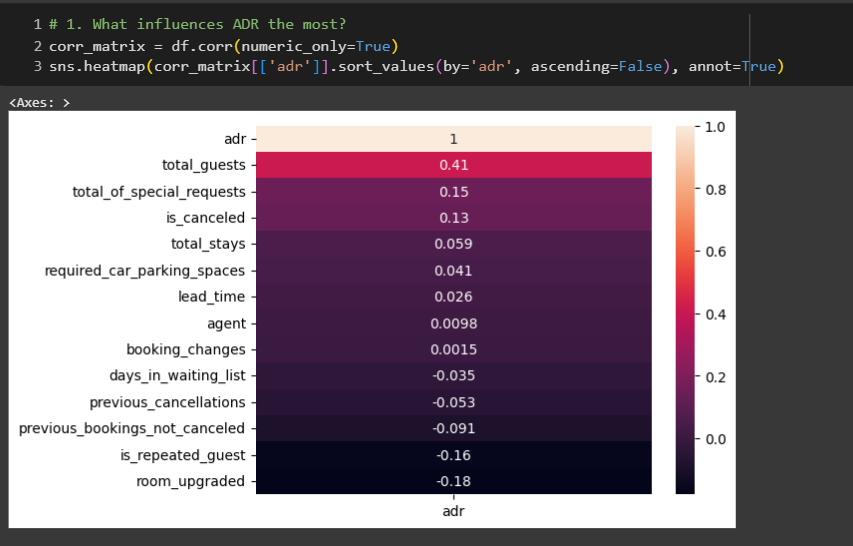 1 # 1. What influences ADR the most?
2 corr_matrix = df.corr(numeric_only=True)
3 sns.heatmap(corr_matrix[['adr']].sort_values(by='adr', ascending=False), annot=True)
<Axes: >
adr 1
total_guests 0.41
total_of_special_requests 0.15
is_canceled 0.13
total_stays 0.059
required_car_parking_spaces 0.041
lead_time 0.026
agent 0.0098
booking_changes 0.0015
days_in_waiting_list -0.035
previous_cancellations -0.053
previous_bookings_not_canceled -0.091
is_repeated_guest -0.16
room_upgraded -0.18
adr
1.0
0.8
0.6
0.4
0.2
0.0